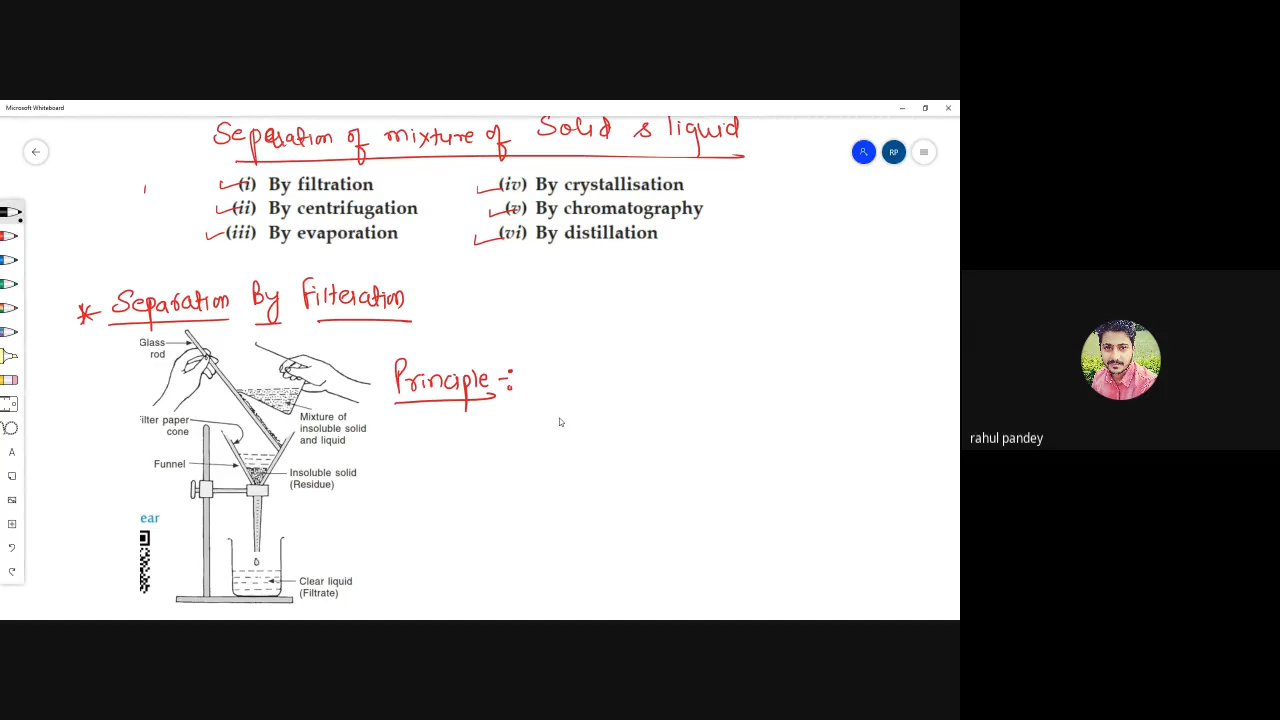 Microsoft Whiteboard
Separation of mixture of Solid & liquid
(i) By filtration
(iv) By crystallisation
(ii) By centrifugation
(v) By chromatography
(iii) By evaporation
(vi) By distillation
RP
* Separation By Filteration
Glass
rod
Principle -:
Mixture of
insoluble solid
and liquid
ilter paper
cone
Funnel
Insoluble solid
(Residue)
ear
Clear liquid
(Filtrate)
A
rahul pandey